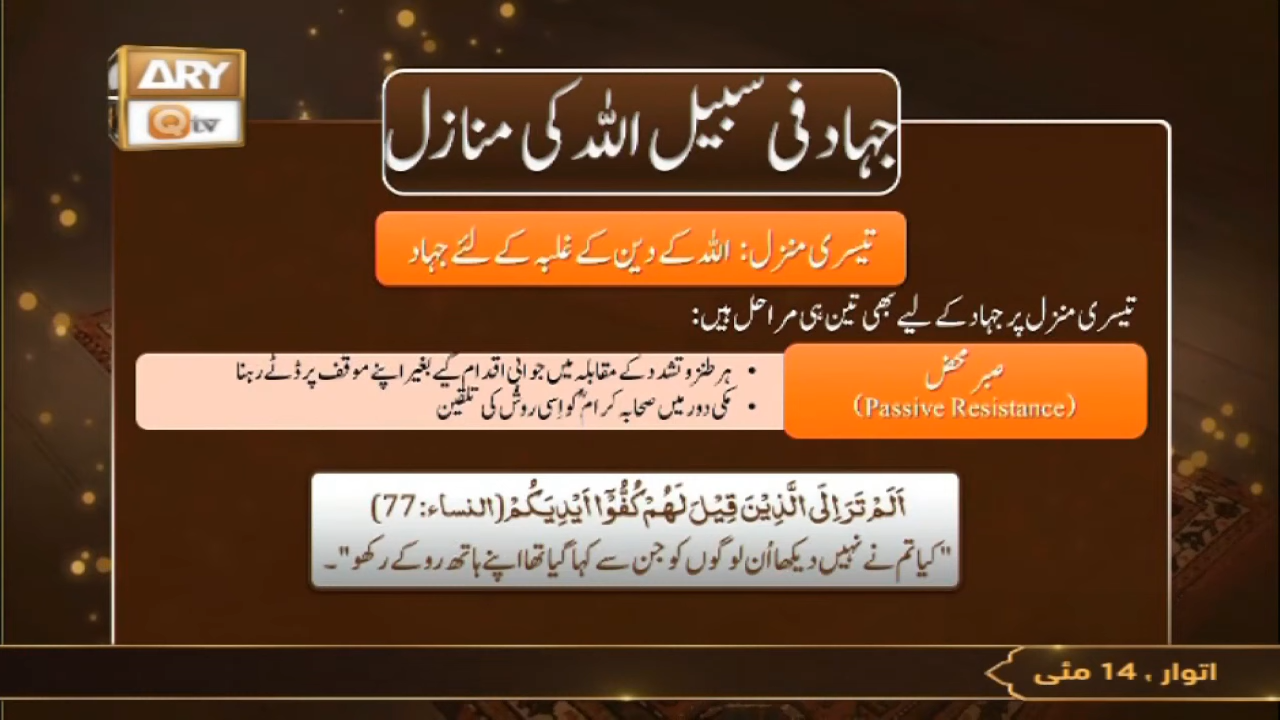 ARY
Qtv
جہاد فی سبیل اللہ کی منازل
تیسری منزل: اللہ کے دین کے غلبہ کے لئے جہاد
تیسری منزل پر جہاد کے لیے بھی تین ہی مراحل ہیں:
صبر محض
(Passive Resistance)
• ہر طنز و تشدد کے مقابلہ میں جوابی اقدام کیے بغیر اپنے موقف پر ڈٹے رہنا
• مکی دور میں صحابہ کرامؓ کو اِسی روش کی تلقین
اَلَمْ تَرَ اِلَی الَّذِیْنَ قِیْلَ لَھُمْ کُفُّوْٓا اَیْدِیَکُمْ (النساء:77)
"کیا تم نے نہیں دیکھا اُن لوگوں کو جن سے کہا گیا تھا اپنے ہاتھ روکے رکھو"۔
اتوار ، 14 مئی